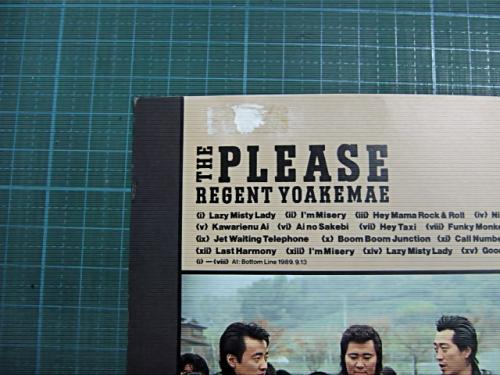 THE PLEASE
REGENT YOAKEMAE
(i) Lazy Misty Lady (ii) I'm Misery (iii) Hey Mama Rock & Roll (iv)
(v) Kawarienu Ai (vi) Ai no Sakebi (vii) Hey Taxi (viii) Funky
(ix) Jet Waiting Telephone (x) Boom Boom Junction (xi) Call
(xii) Last Harmony (xiii) I'm Misery (xiv) Lazy Misty Lady (xv)
(i)—(viii) At: Bottom Line 1989.9.13